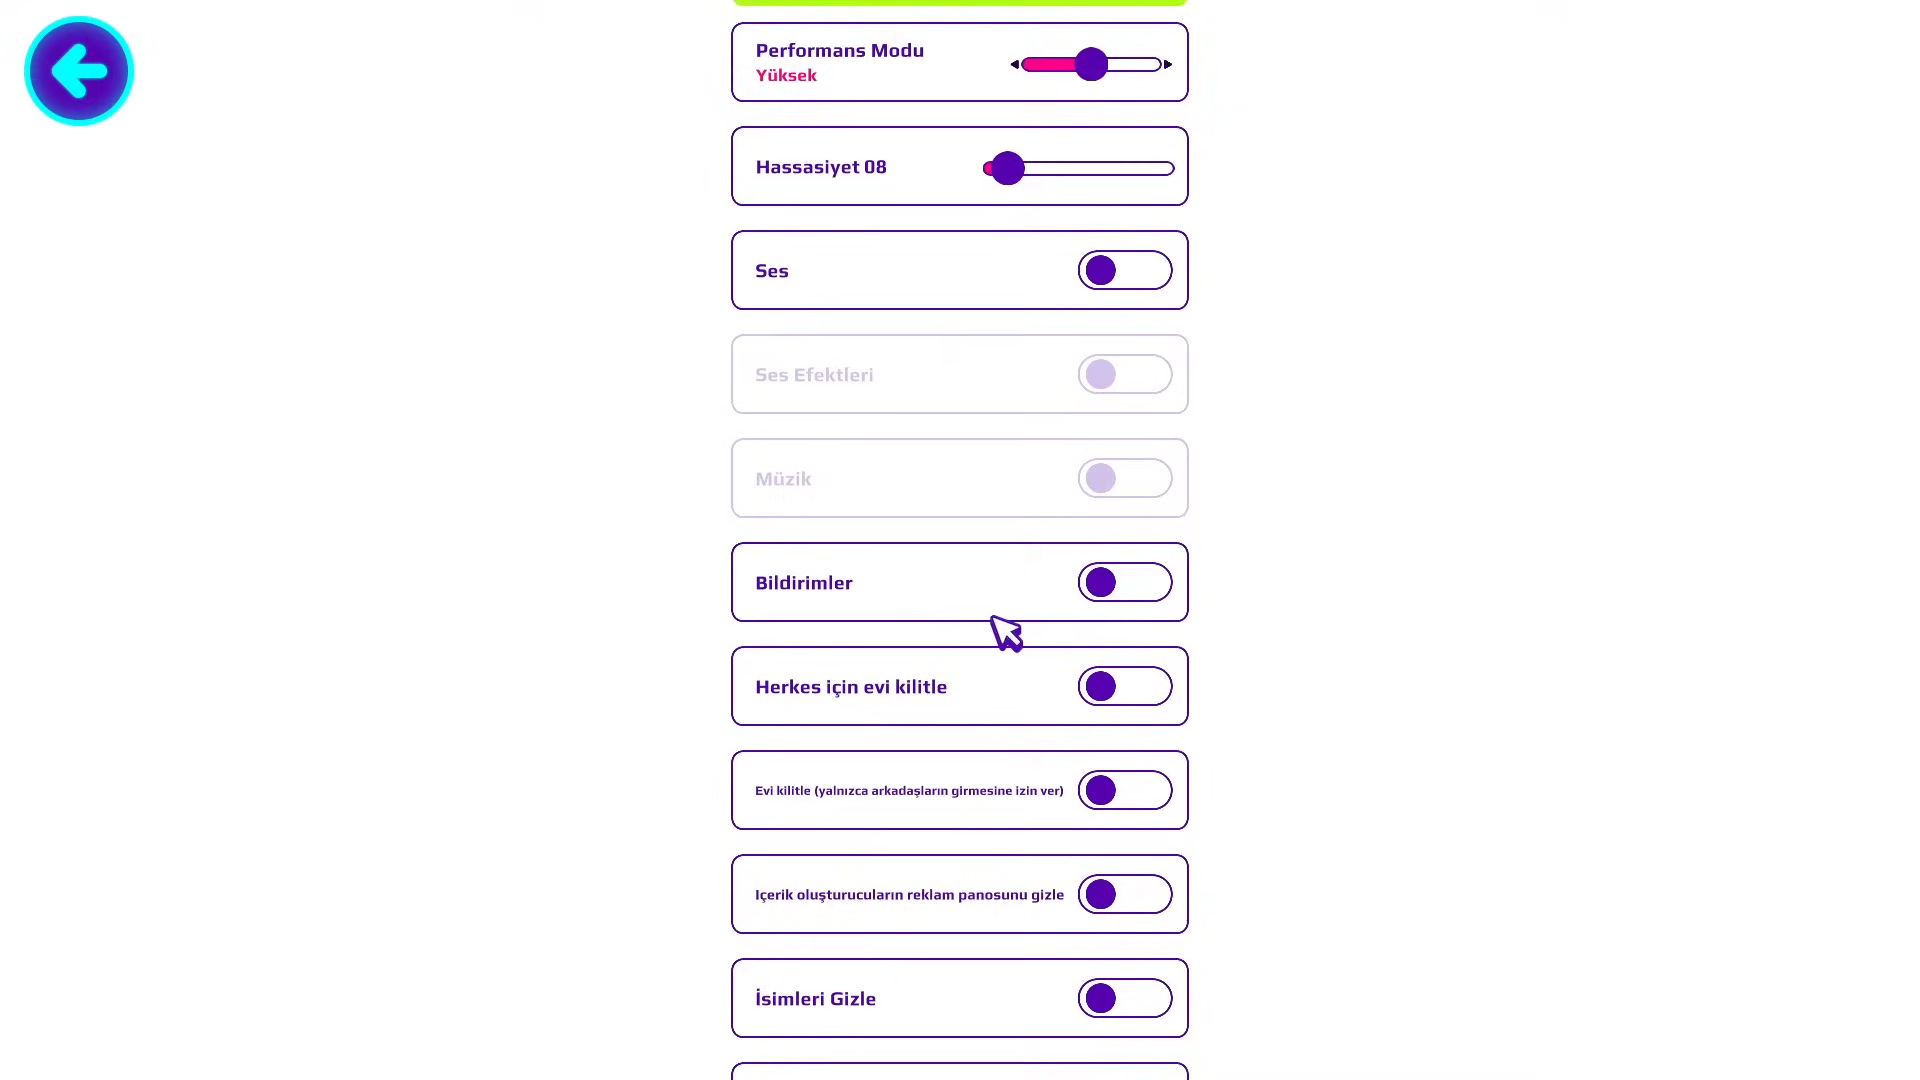 Performans Modu
Yüksek
Hassasiyet 08
Ses
Ses Efektleri
Müzik
Bildirimler
Herkes için evi kilitle
Evi kilitle (yalnızca arkadaşların girmesine izin ver)
Içerik oluşturucuların reklam panosunu gizle
İsimleri Gizle